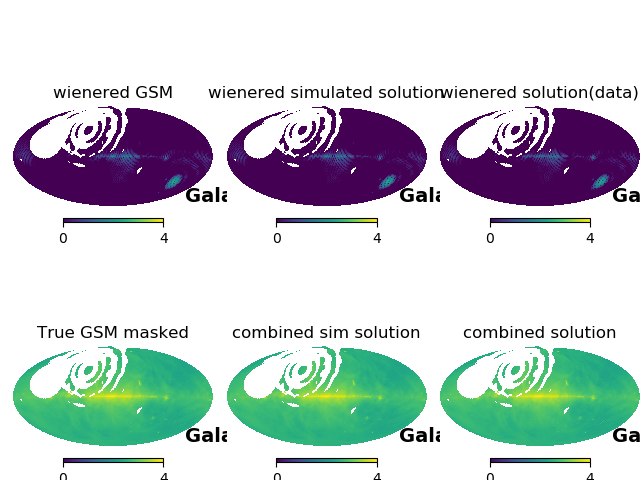 wienered GSM
wienered simulated solution
wienered solution(data)
Gala
Gala
Ga
0 4
0 4
0 4
True GSM masked
combined sim solution
combined solution
Gala
Gala
Ga
0 4
0 4
0 4